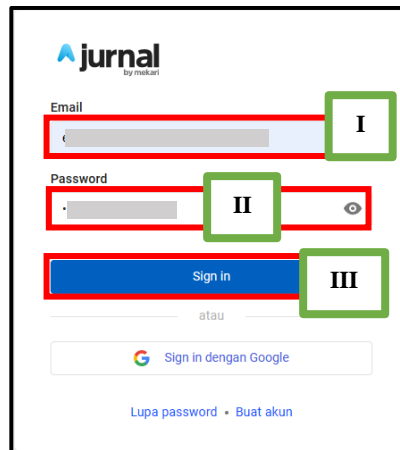 jurnal
by mekari
Email
I
Password
II
Sign in
III
atau
Sign in dengan Google
Lupa password • Buat akun